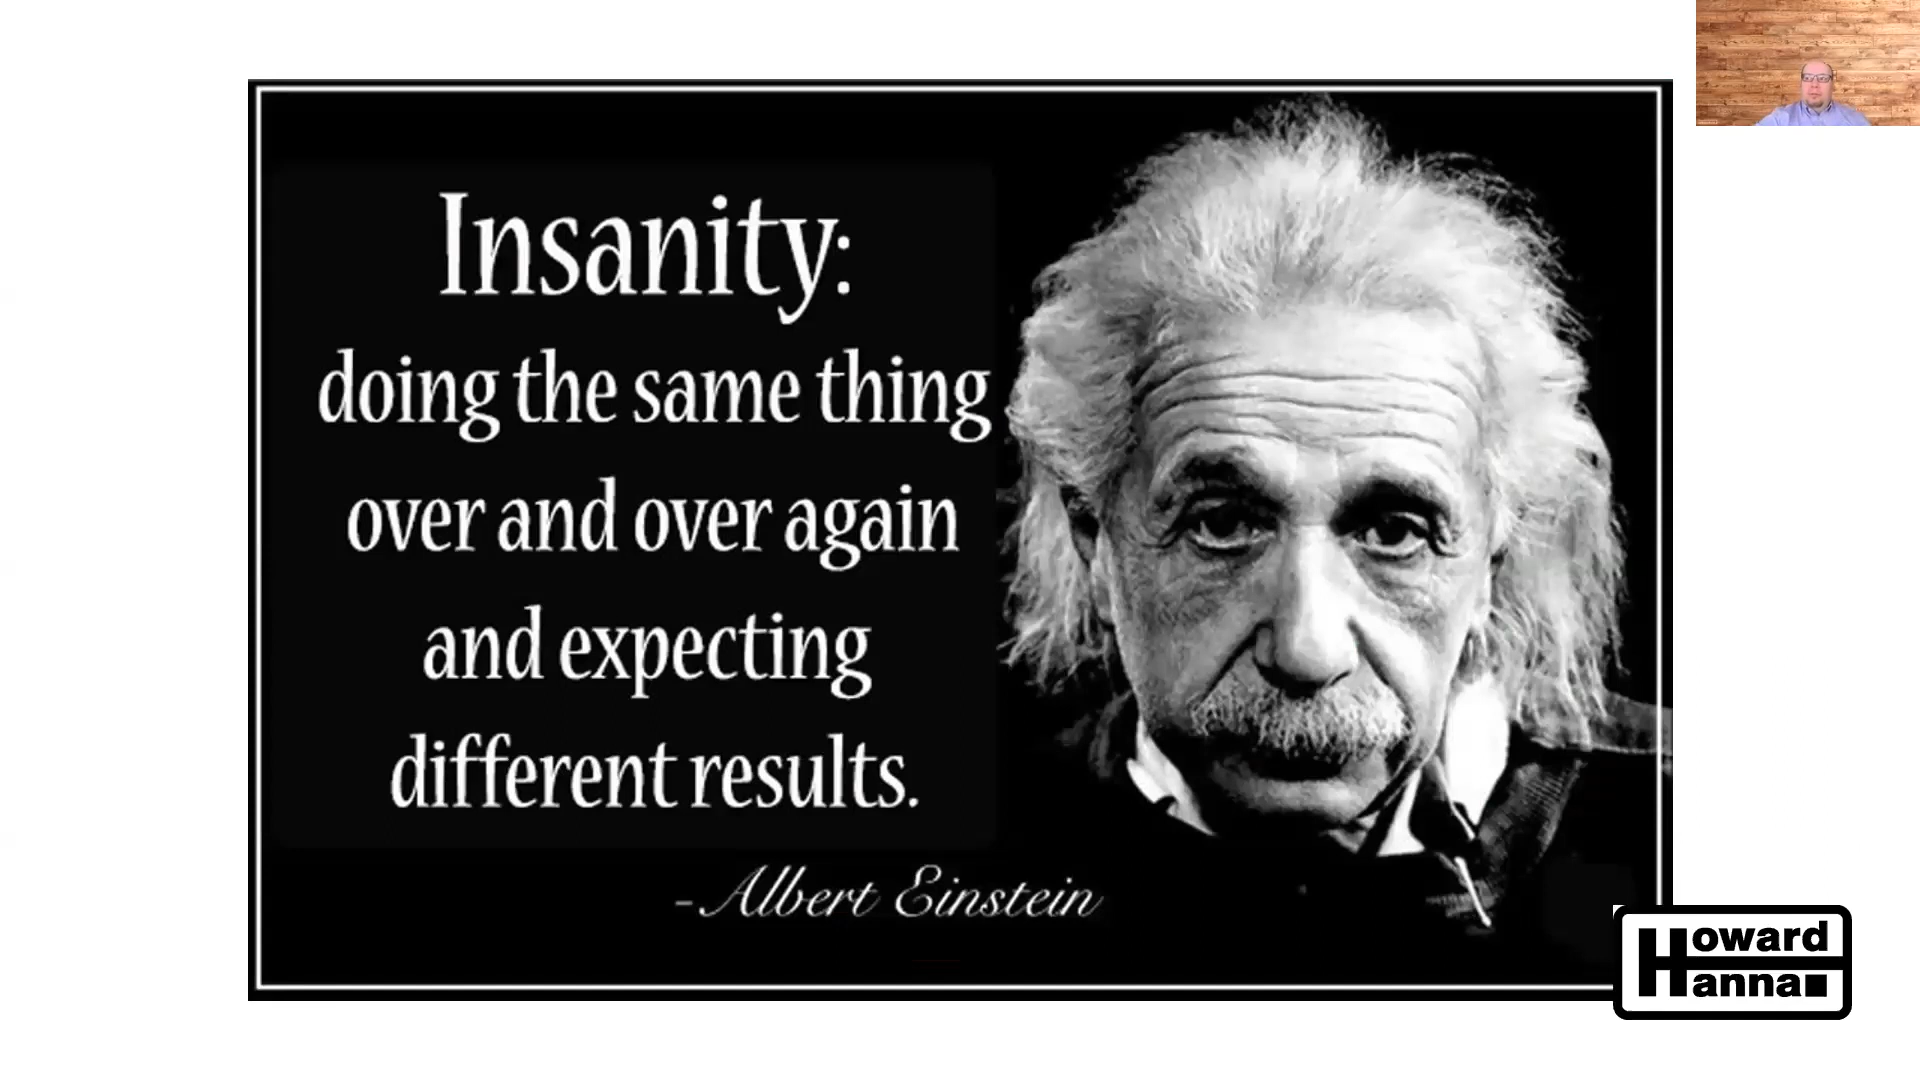 Insanity:
doing the same thing
over and over again
and expecting
different results.
-Albert Einstein
Howard
Hanna